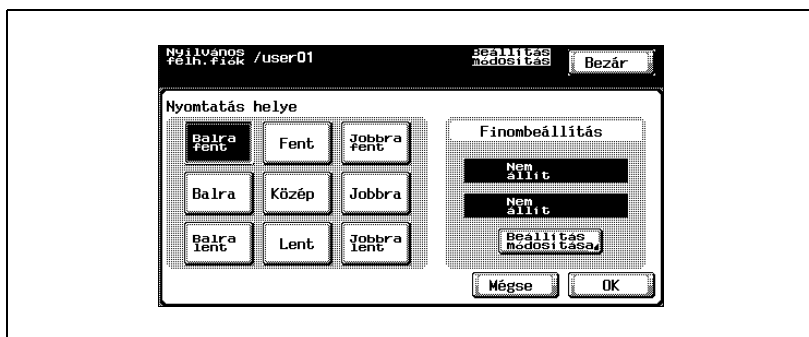 Nyilvános
félh.fiók /user01
Beállítás
módosítás
Bezár
Nyomtatás helye
Balra
fent
Fent
Jobbra
fent
Finombeállítás
Nem
állít
Balra
Közép
Jobbra
Nem
állít
Balra
lent
Lent
Jobbra
lent
Beállítás
módosítása
Mégse
OK